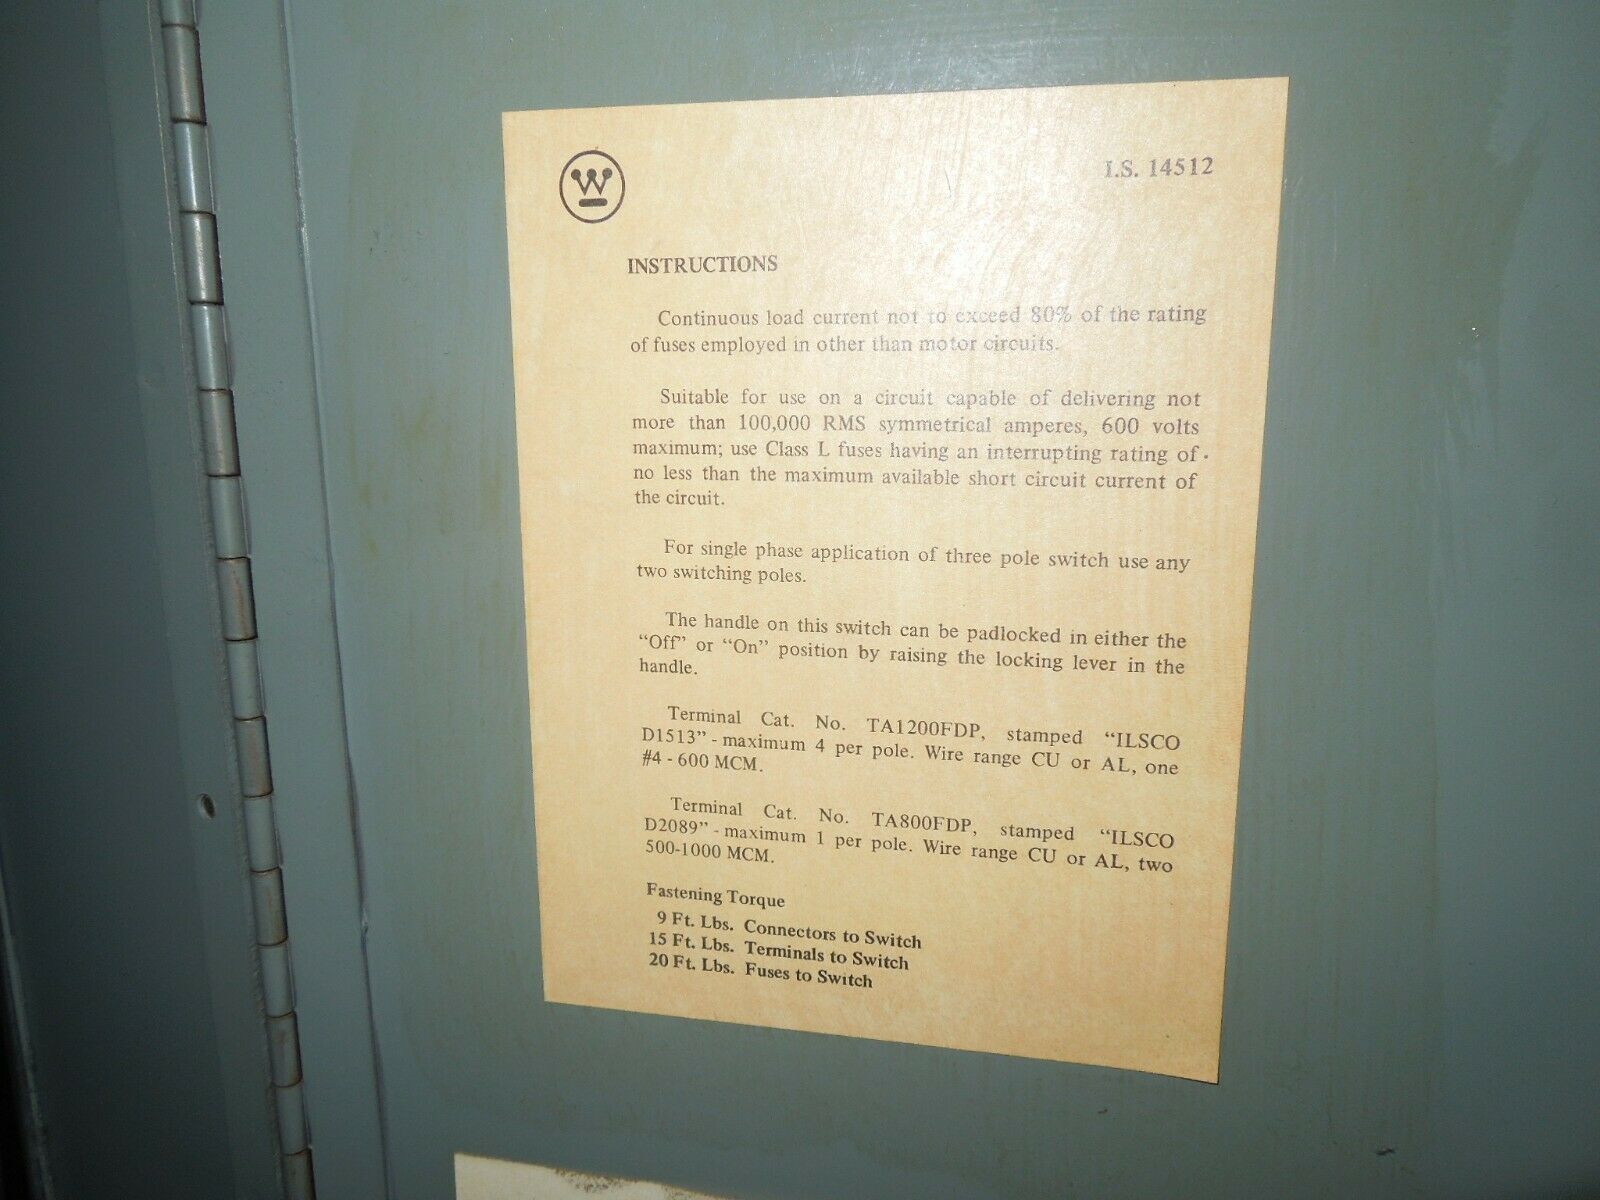 W
I.S. 14512
INSTRUCTIONS
Continuous load current not to exceed 80% of the rating
of fuses employed in other than motor circuits.
Suitable for use on a circuit capable of delivering not
more than 100,000 RMS symmetrical amperes, 600 volts
maximum; use Class L fuses having an interrupting rating of
no less than the maximum available short circuit current of
the circuit.
For single phase application of three pole switch use any
two switching poles.
The handle on this switch can be padlocked in either the
“Off” or “On” position by raising the locking lever in the
handle.
Terminal Cat. No. TA1200FDP, stamped “ILSCO
D1513” - maximum 4 per pole. Wire range CU or AL, one
#4 - 600 MCM.
Terminal Cat. No. TA800FDP, stamped “ILSCO
D2089” - maximum 1 per pole. Wire range CU or AL, two
500-1000 MCM.
Fastening Torque
9 Ft. Lbs. Connectors to Switch
15 Ft. Lbs. Terminals to Switch
20 Ft. Lbs. Fuses to Switch